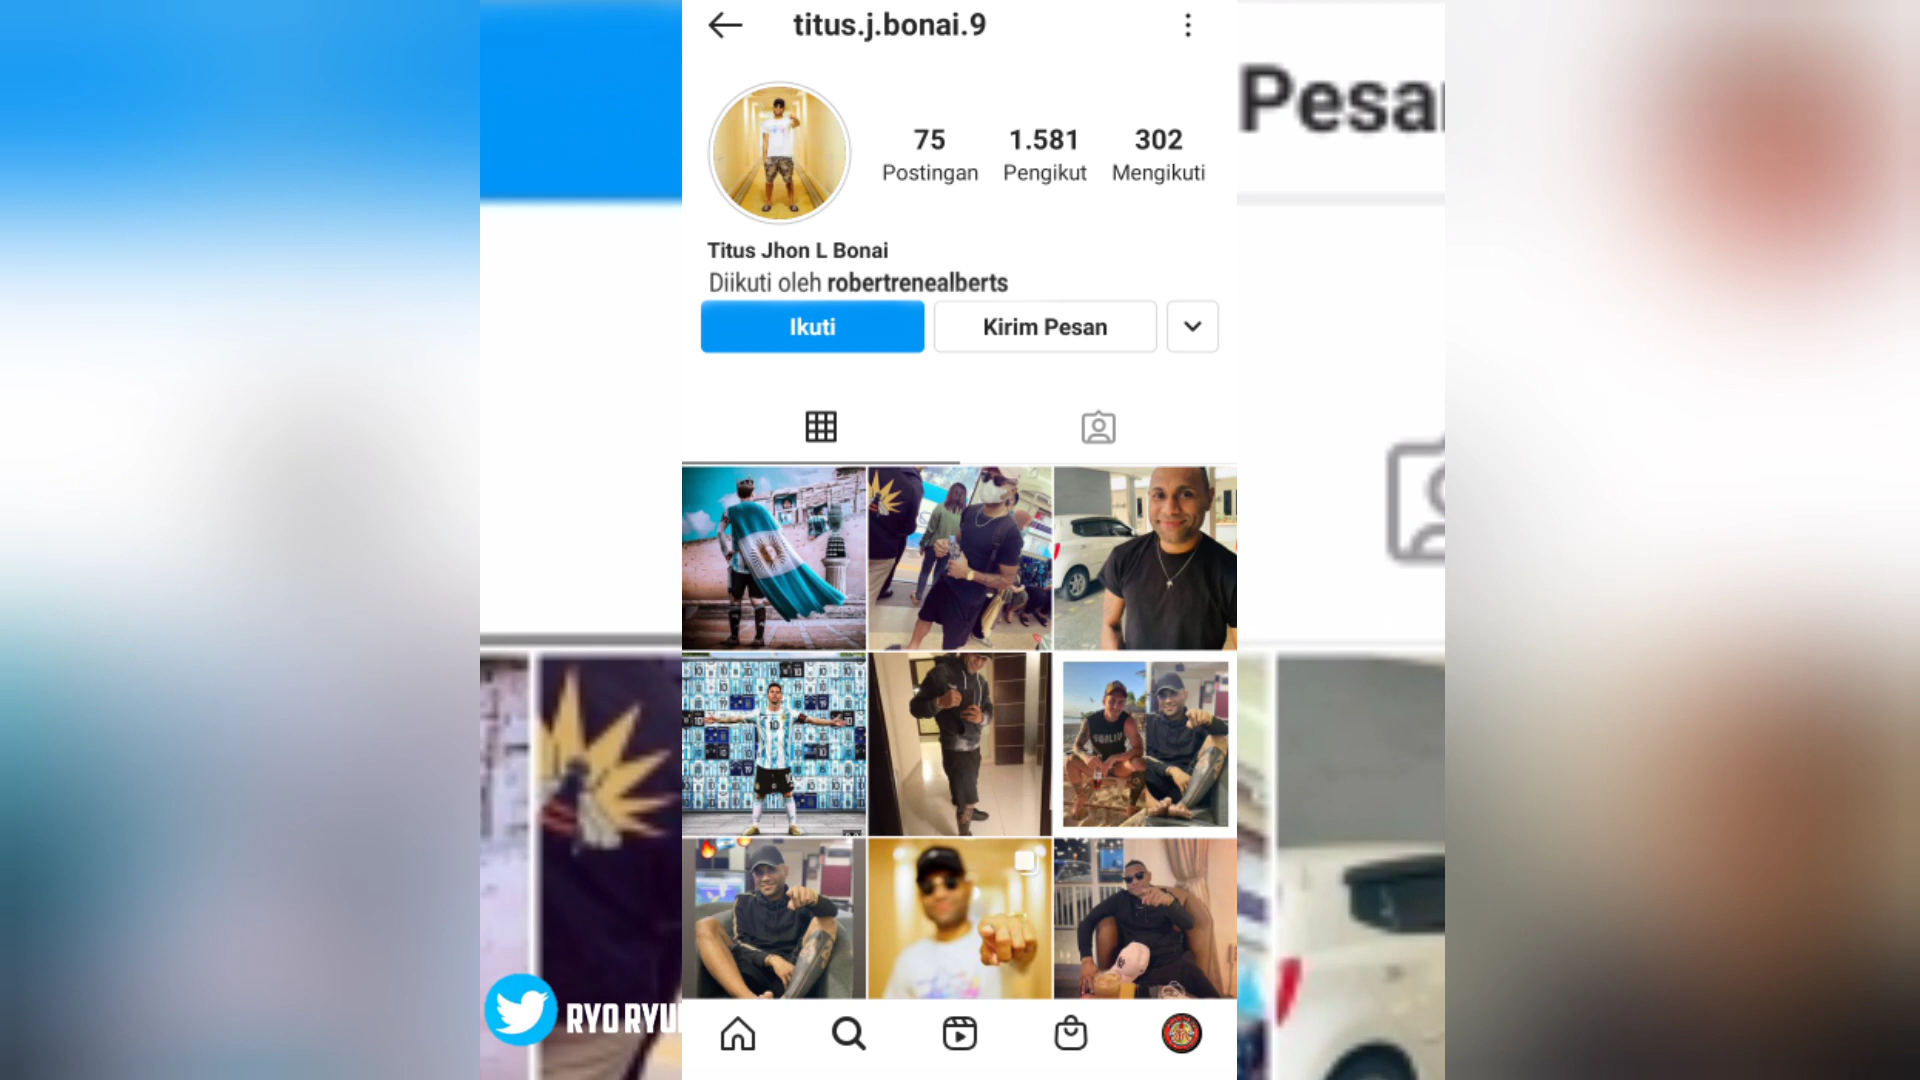 titus.j.bonai.9
75
1.581
302
Postingan
Pengikut
Mengikuti
Titus Jhon L Bonai
Diikuti oleh robertrenealberts
Ikuti
Kirim Pesan
Pesa
RYO RYU